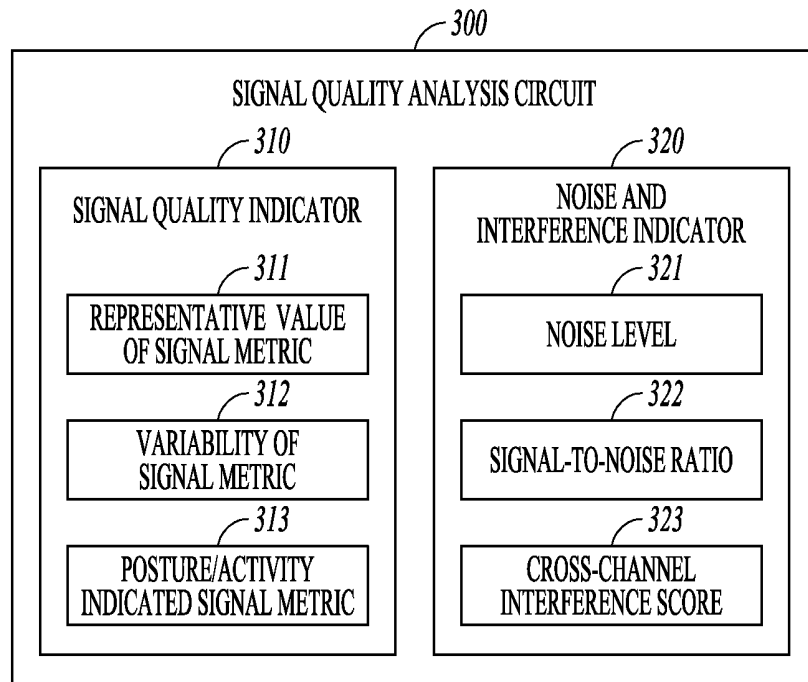 300
SIGNAL QUALITY ANALYSIS CIRCUIT
310
SIGNAL QUALITY INDICATOR
311
REPRESENTATIVE VALUE
OF SIGNAL METRIC
312
VARIABILITY OF
SIGNAL METRIC
313
POSTURE/ACTIVITY
INDICATED SIGNAL METRIC
320
NOISE AND
INTERFERENCE INDICATOR
321
NOISE LEVEL
322
SIGNAL-TO-NOISE RATIO
323
CROSS-CHANNEL
INTERFERENCE SCORE